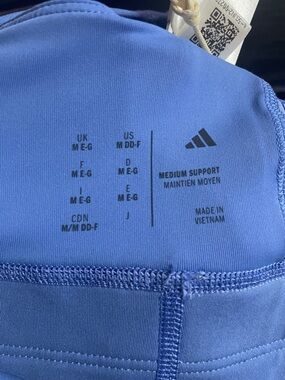 UK
M E-G
US
M DD-F
F
M E-G
D
M E-G
I
M E-G
E
M E-G
CDN
M/M DD-F
J
MEDIUM SUPPORT
MAINTIEN MOYEN
MADE IN
VIETNAM